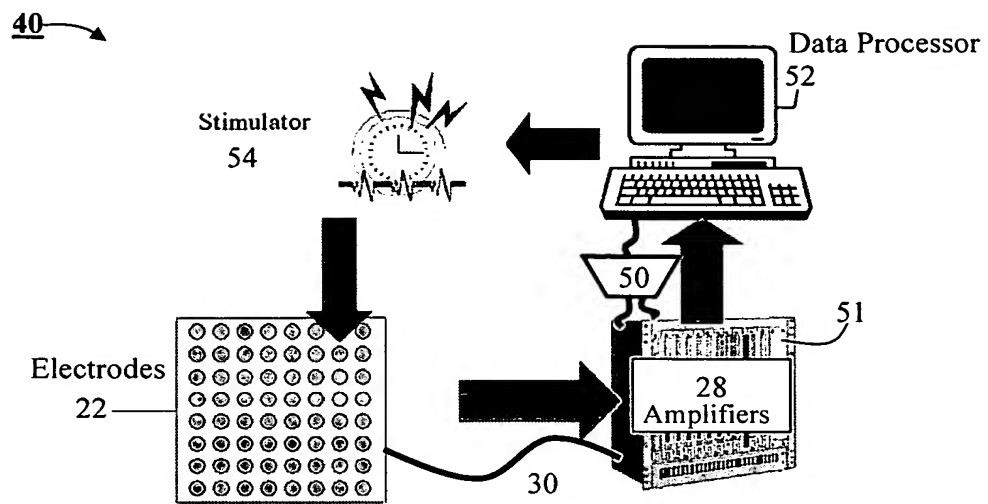 40
Data Processor
52
Stimulator
54
50
51
Electrodes
22
28
Amplifiers
30